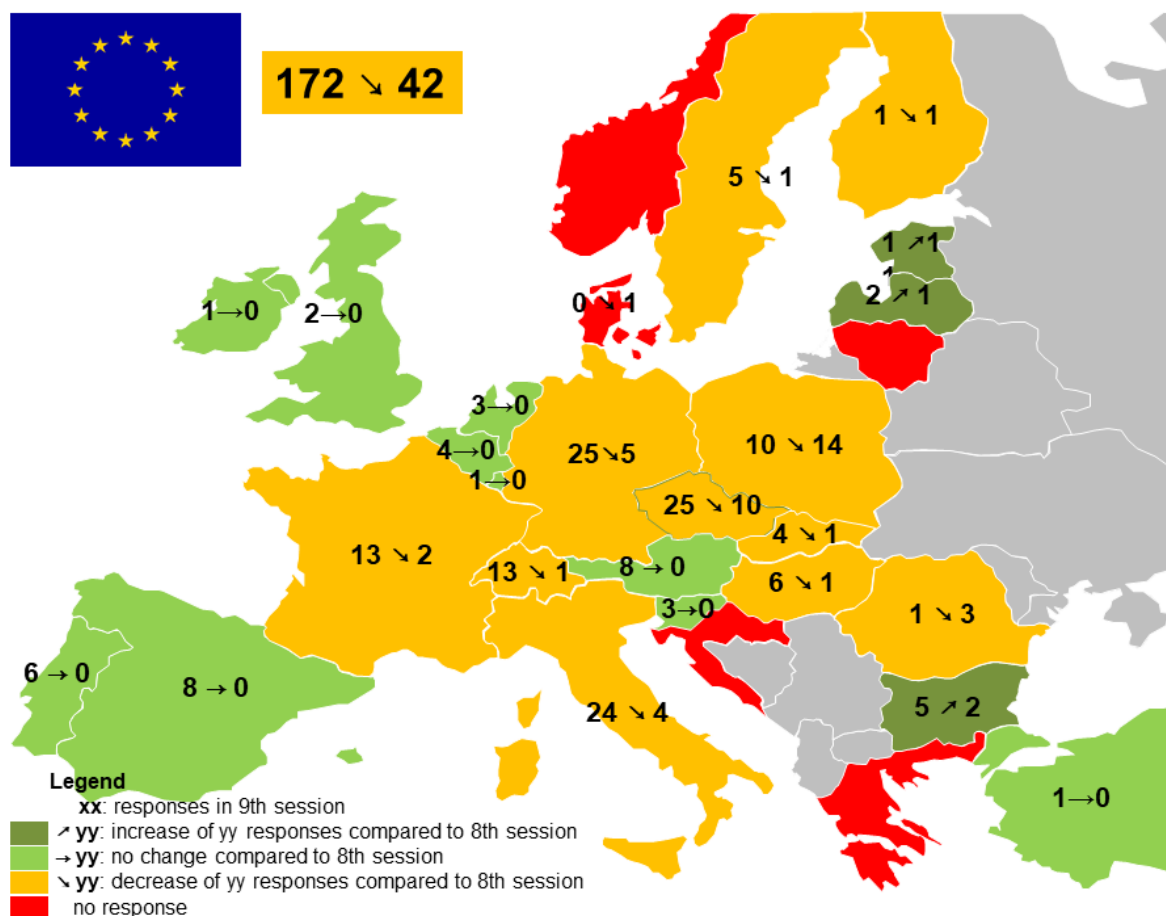 172 ↘ 42
1 ↘ 1
5 ↘ 1
1 ↗ 1
1
2 ↗ 1
0 ↘ 1
1→0
2→0
3→0
4→0
1→0
25↘5
10 ↘ 14
25 ↘ 10
4 ↘ 1
13 ↘ 2
13 ↘ 1
8 → 0
6 ↘ 1
3→0
1 ↘ 3
6 → 0
8 → 0
24 ↘ 4
5 ↗ 2
1→0
Legend
xx: responses in 9th session
↗ yy: increase of yy responses compared to 8th session
→ yy: no change compared to 8th session
↘ yy: decrease of yy responses compared to 8th session
no response